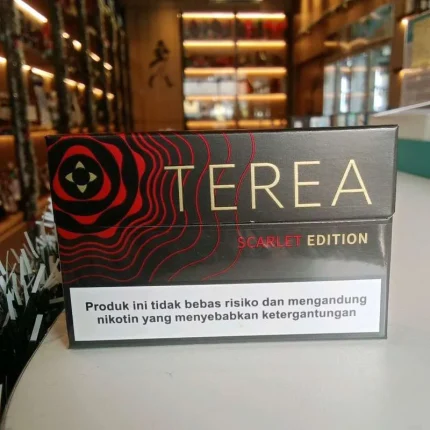 TEREA
SCARLET EDITION
Produk ini tidak bebas risiko dan mengandung
nikotin yang menyebabkan ketergantungan